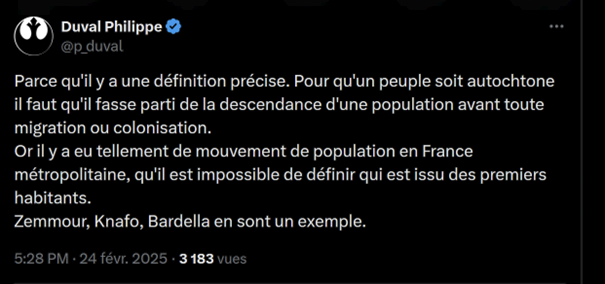 Duval Philippe
@p_duval
Parce qu'il y a une définition précise. Pour qu'un peuple soit autochtone
il faut qu'il fasse parti de la descendance d'une population avant toute
migration ou colonisation.
Or il y a eu tellement de mouvement de population en France
métropolitaine, qu'il est impossible de définir qui est issu des premiers
habitants.
Zemmour, Knafo, Bardella en sont un exemple.
5:28 PM · 24 févr. 2025 · 3 183 vues